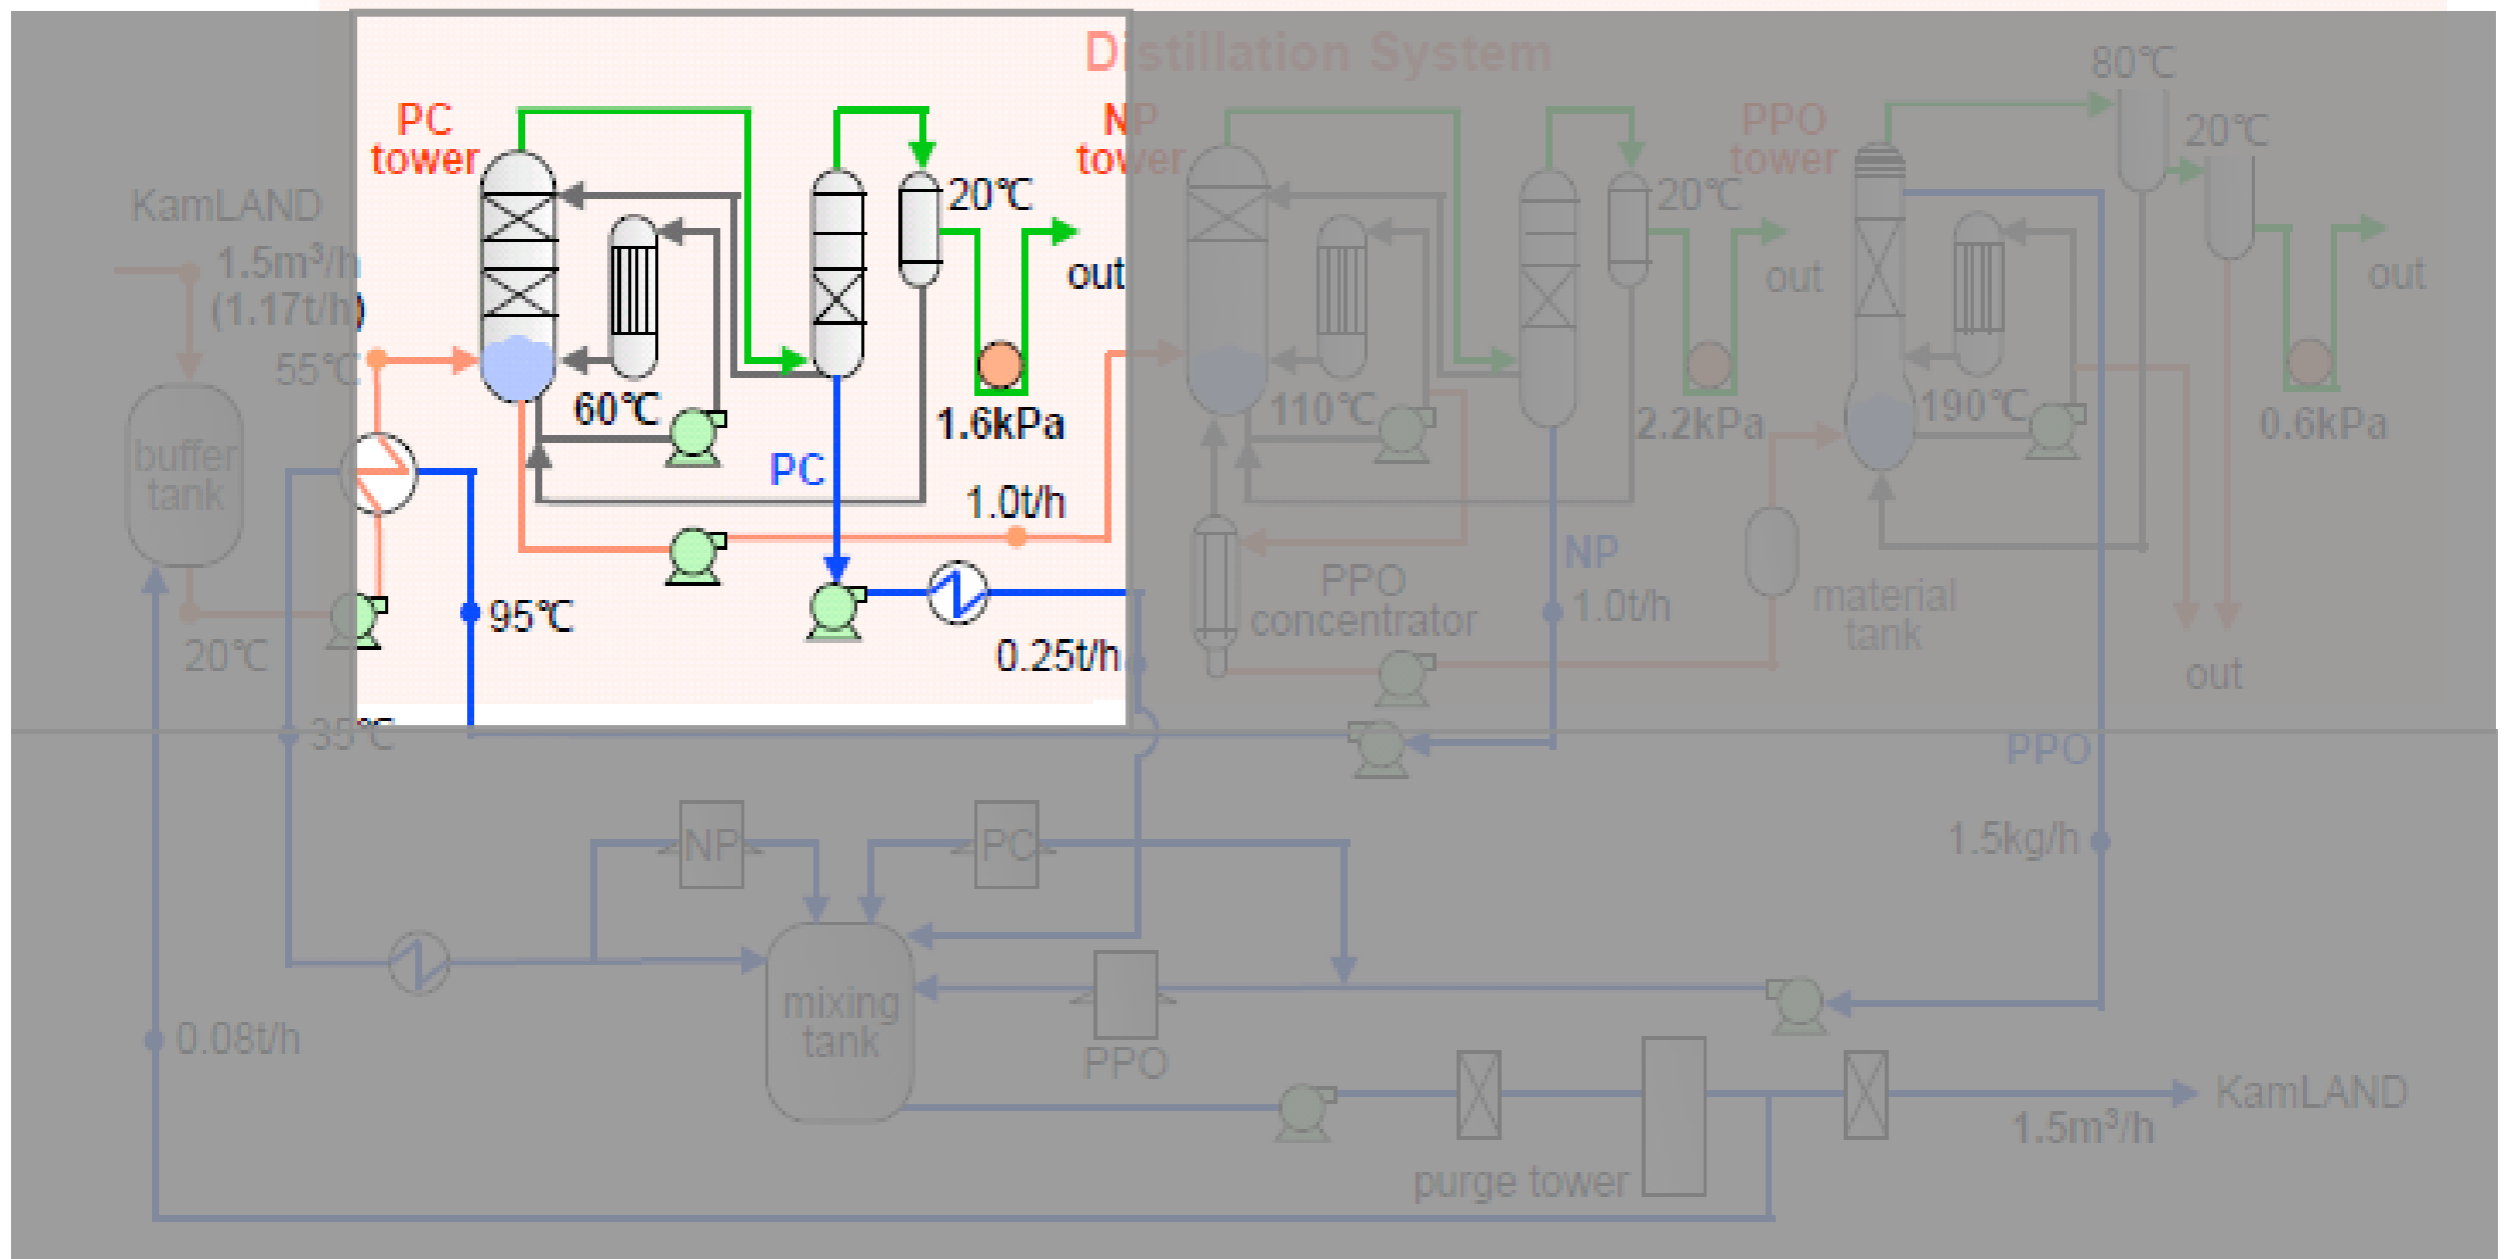 Distillation System
80℃
PC
tower
NP
tower
PPO
tower
20℃
20℃
20℃
KamLAND
1.5m³/h
(1.17t/h)
out
out
out
55℃
60℃
110℃
190℃
1.6kPa
2.2kPa
0.6kPa
buffer
tank
PC
1.0t/h
NP
PPO
concentrator
1.0t/h
material
tank
95℃
20℃
0.25t/h
out
35℃
PPO
NP
PC
1.5kg/h
mixing
tank
0.08t/h
PPO
KamLAND
1.5m³/h
purge tower